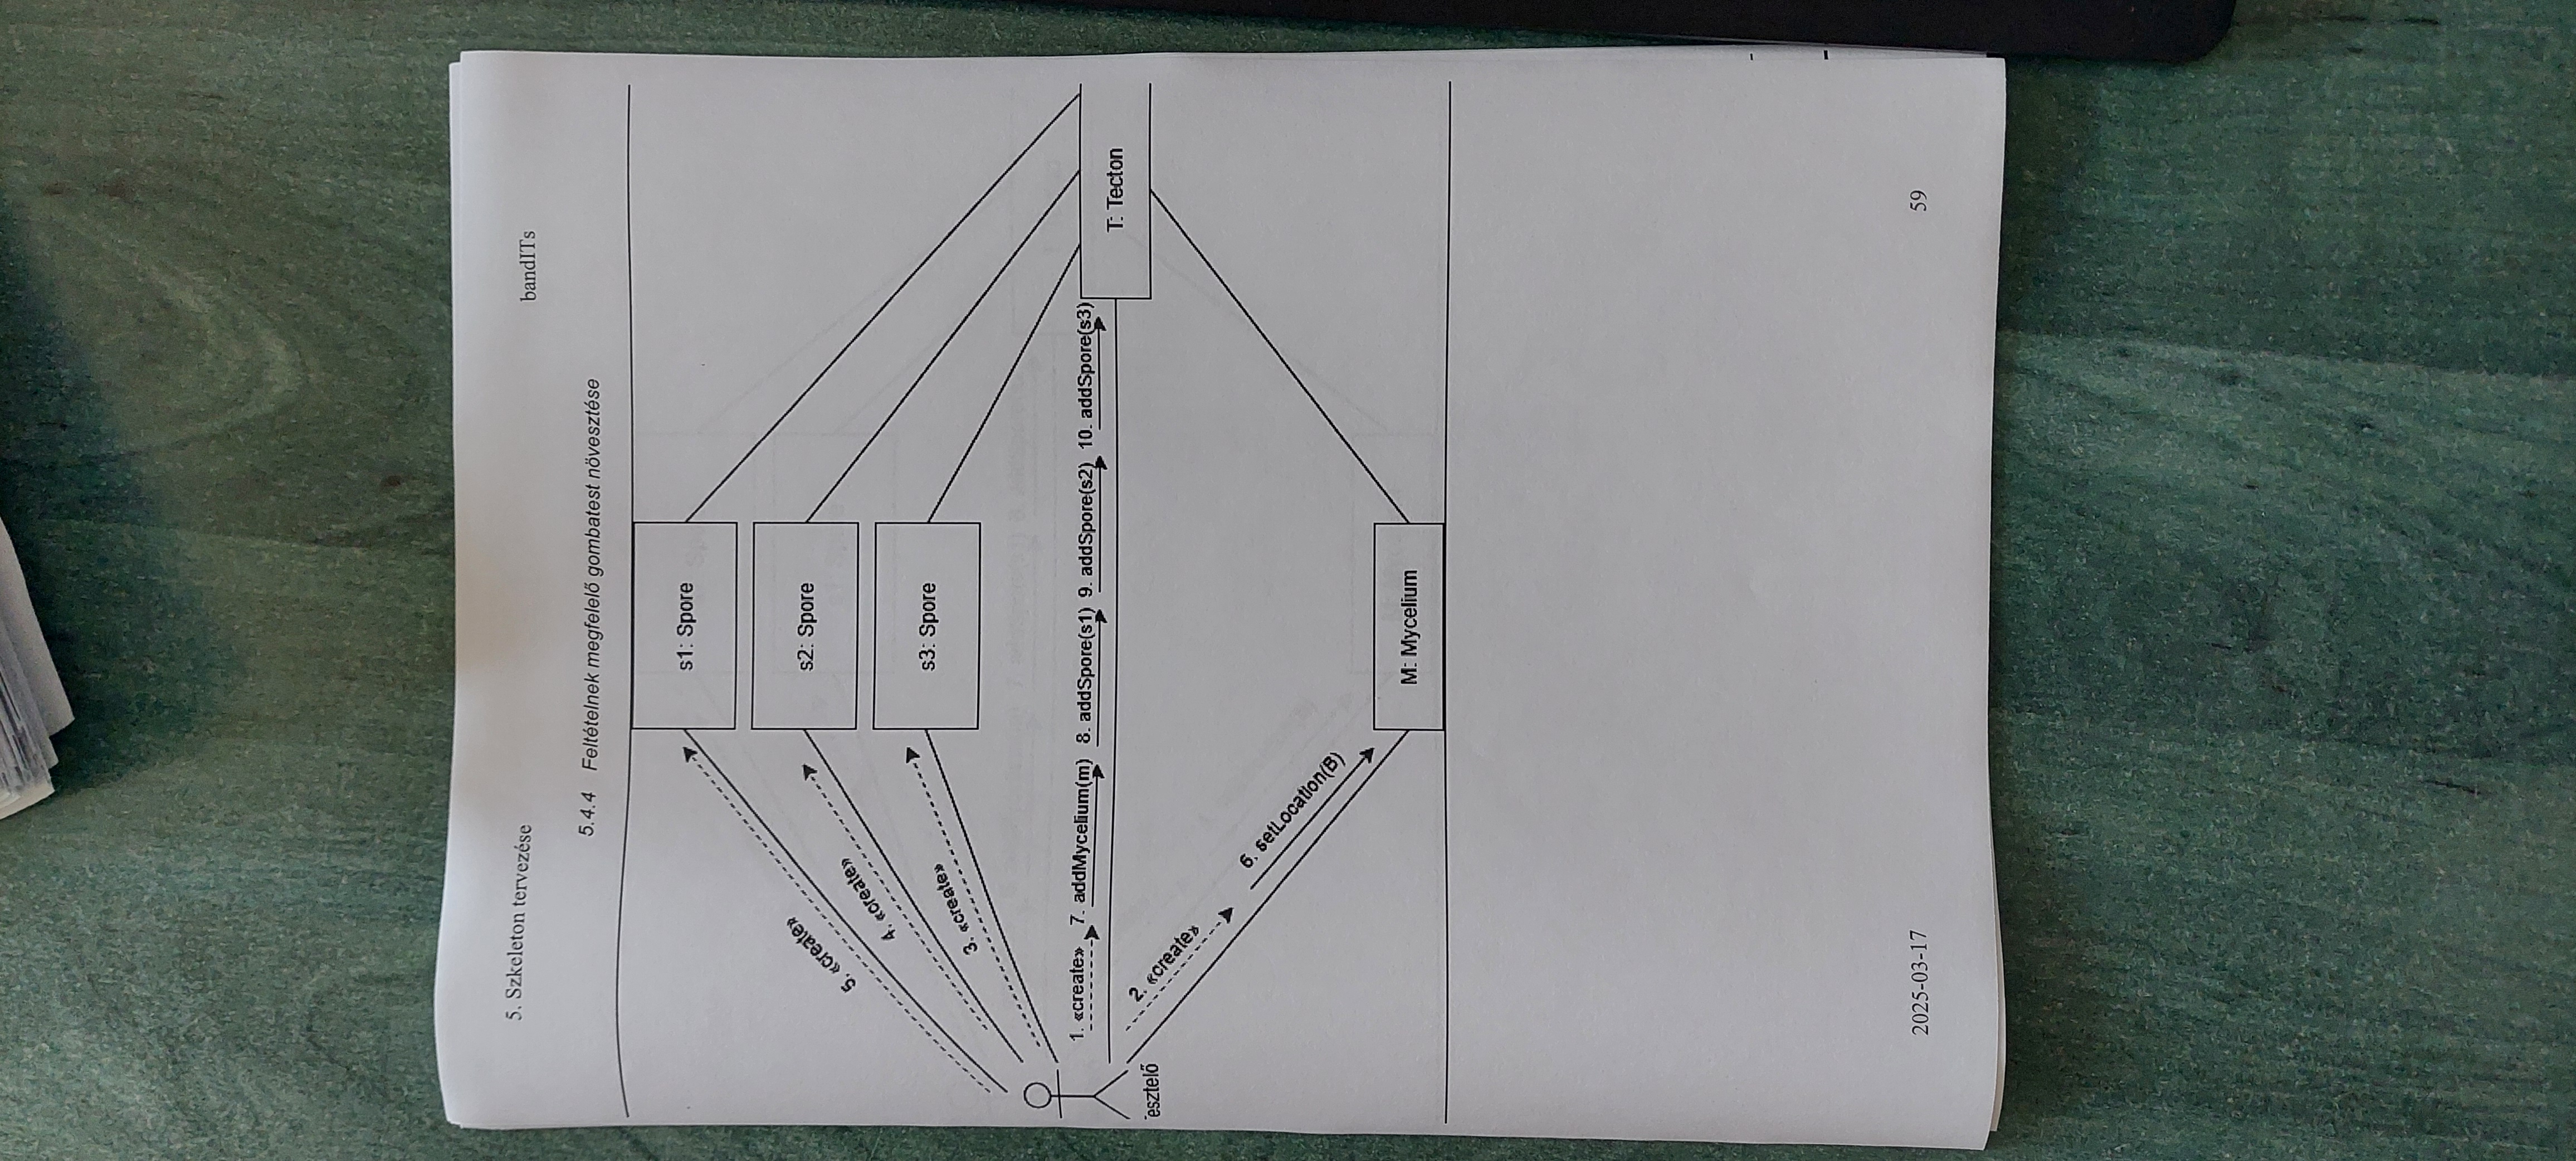 5. Szkeleton tervezése
bandITs
5.4.4 Feltételnek megfelelő gombatest növesztése
s1: Spore
s2: Spore
s3: Spore
5. «create»
4. «create»
3. «create»
1. «create» 7. addMycelium(m) 8. addSpore(s1) 9. addSpore(s2) 10. addSpore(s3)
T: Tecton
esztelő
2. «create»
6. setLocation(B)
M: Mycelium
2025-03-17
59